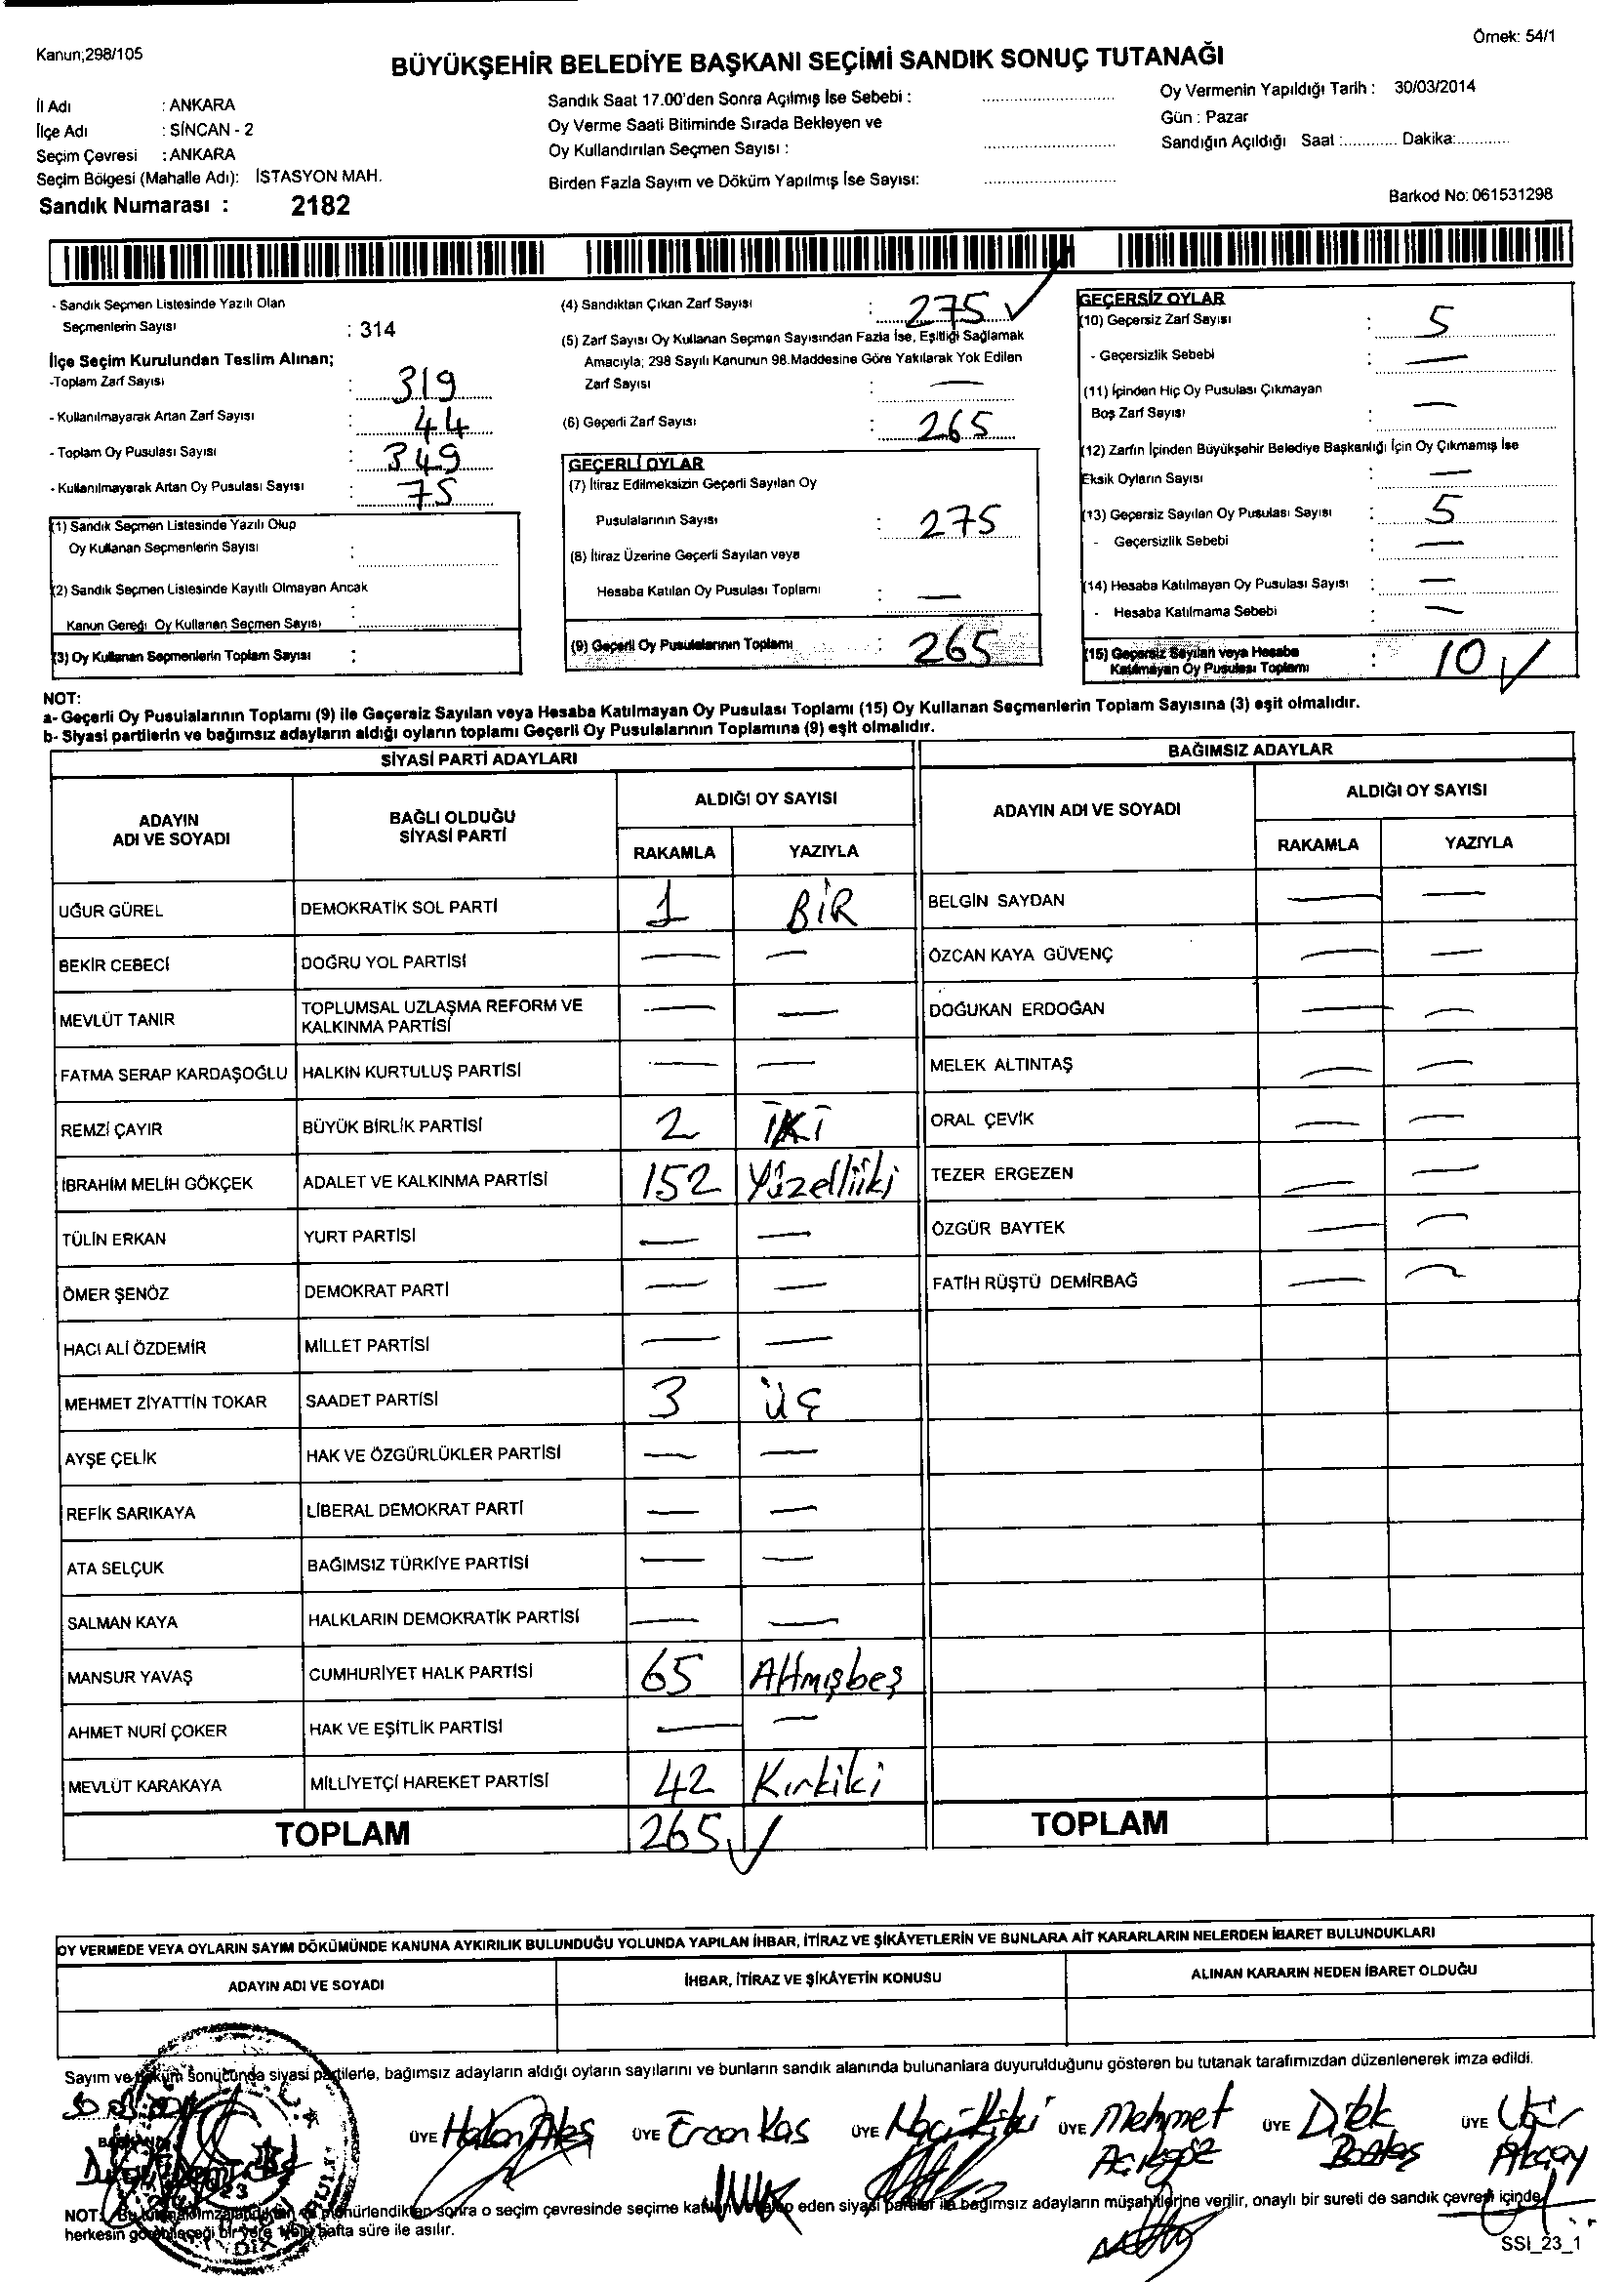 Kanun;298/105
Örnek: 54/1
BÜYÜKŞEHİR BELEDİYE BAŞKANI SEÇİMİ SANDIK SONUÇ TUTANAĞI
İl Adı : ANKARA
İlçe Adı : SİNCAN - 2
Seçim Çevresi : ANKARA
Seçim Bölgesi (Mahalle Adı): İSTASYON MAH.
Sandık Numarası : 2182
Sandık Saat 17.00'den Sonra Açılmış İse Sebebi :
Oy Verme Saati Bitiminde Sırada Bekleyen ve
Oy Kullandırılan Seçmen Sayısı :
Birden Fazla Sayım ve Döküm Yapılmış İse Sayısı:
Oy Vermenin Yapıldığı Tarih : 30/03/2014
Gün : Pazar
Sandığın Açıldığı Saat :............ Dakika:............
Barkod No: 061531298
- Sandık Seçmen Listesinde Yazılı Olan
Seçmenlerin Sayısı : 314
İlçe Seçim Kurulundan Teslim Alınan;
-Toplam Zarf Sayısı : 319
- Kullanılmayarak Artan Zarf Sayısı : 44
- Toplam Oy Pusulası Sayısı : 349
- Kullanılmayarak Artan Oy Pusulası Sayısı : 75
(1) Sandık Seçmen Listesinde Yazılı Olup
Oy Kullanan Seçmenlerin Sayısı :
(2) Sandık Seçmen Listesinde Kayıtlı Olmayan Ancak
Kanun Gereği Oy Kullanan Seçmen Sayısı :
(3) Oy Kullanan Seçmenlerin Toplam Sayısı :
(4) Sandıktan Çıkan Zarf Sayısı : 275 ✓
(5) Zarf Sayısı Oy Kullanan Seçmen Sayısından Fazla İse, Eşitliği Sağlamak
Amacıyla; 298 Sayılı Kanunun 98.Maddesine Göre Yakılarak Yok Edilen
Zarf Sayısı : —
(6) Geçerli Zarf Sayısı : 265
GEÇERLİ OYLAR
(7) İtiraz Edilmeksizin Geçerli Sayılan Oy
Pusulalarının Sayısı : 275
(8) İtiraz Üzerine Geçerli Sayılan veya
Hesaba Katılan Oy Pusulası Toplamı : —
(9) Geçerli Oy Pusulalarının Toplamı : 265
GEÇERSİZ OYLAR
(10) Geçersiz Zarf Sayısı : 5
- Geçersizlik Sebebi : —
(11) İçinden Hiç Oy Pusulası Çıkmayan
Boş Zarf Sayısı : —
(12) Zarfın İçinden Büyükşehir Belediye Başkanlığı İçin Oy Çıkmamış İse
Eksik Oyların Sayısı : —
(13) Geçersiz Sayılan Oy Pusulası Sayısı : 5
- Geçersizlik Sebebi : —
(14) Hesaba Katılmayan Oy Pusulası Sayısı : —
- Hesaba Katılmama Sebebi : —
(15) Geçersiz Sayılan veya Hesaba
Katılmayan Oy Pusulası Toplamı : 10 ✓
NOT:
a- Geçerli Oy Pusulalarının Toplamı (9) ile Geçersiz Sayılan veya Hesaba Katılmayan Oy Pusulası Toplamı (15) Oy Kullanan Seçmenlerin Toplam Sayısına (3) eşit olmalıdır.
b- Siyasi partilerin ve bağımsız adayların aldığı oyların toplamı Geçerli Oy Pusulalarının Toplamına (9) eşit olmalıdır.
SİYASİ PARTİ ADAYLARI
ADAYIN ADI VE SOYADI BAĞLI OLDUĞU SİYASİ PARTİ ALDIĞI OY SAYISI
RAKAMLA YAZIYLA
UĞUR GÜREL DEMOKRATİK SOL PARTİ 1 BİR
BEKİR CEBECİ DOĞRU YOL PARTİSİ — —
MEVLÜT TANIR TOPLUMSAL UZLAŞMA REFORM VE KALKINMA PARTİSİ — —
FATMA SERAP KARDAŞOĞLU HALKIN KURTULUŞ PARTİSİ — —
REMZİ ÇAYIR BÜYÜK BİRLİK PARTİSİ 2 İKİ
İBRAHİM MELİH GÖKÇEK ADALET VE KALKINMA PARTİSİ 152 Yüzelliiki
TÜLİN ERKAN YURT PARTİSİ — —
ÖMER ŞENÖZ DEMOKRAT PARTİ — —
HACI ALİ ÖZDEMİR MİLLET PARTİSİ — —
MEHMET ZİYATTİN TOKAR SAADET PARTİSİ 3 ÜÇ
AYŞE ÇELİK HAK VE ÖZGÜRLÜKLER PARTİSİ — —
REFİK SARIKAYA LİBERAL DEMOKRAT PARTİ — —
ATA SELÇUK BAĞIMSIZ TÜRKİYE PARTİSİ — —
SALMAN KAYA HALKLARIN DEMOKRATİK PARTİSİ — —
MANSUR YAVAŞ CUMHURİYET HALK PARTİSİ 65 Altmışbeş
AHMET NURİ ÇOKER HAK VE EŞİTLİK PARTİSİ — —
MEVLÜT KARAKAYA MİLLİYETÇİ HAREKET PARTİSİ 42 Kırkiki
TOPLAM 265 ✓
BAĞIMSIZ ADAYLAR
ADAYIN ADI VE SOYADI ALDIĞI OY SAYISI
RAKAMLA YAZIYLA
BELGİN SAYDAN — —
ÖZCAN KAYA GÜVENÇ — —
DOĞUKAN ERDOĞAN — —
MELEK ALTINTAŞ — —
ORAL ÇEVİK — —
TEZER ERGEZEN — —
ÖZGÜR BAYTEK — —
FATİH RÜŞTÜ DEMİRBAĞ — —
TOPLAM
OY VERMEDE VEYA OYLARIN SAYIM DÖKÜMÜNDE KANUNA AYKIRILIK BULUNDUĞU YOLUNDA YAPILAN İHBAR, İTİRAZ VE ŞİKÂYETLERİN VE BUNLARA AİT KARARLARIN NELERDEN İBARET BULUNDUKLARI
ADAYIN ADI VE SOYADI İHBAR, İTİRAZ VE ŞİKÂYETİN KONUSU ALINAN KARARIN NEDEN İBARET OLDUĞU
Sayım ve döküm sonucunda siyasi partilerle, bağımsız adayların aldığı oyların sayılarını ve bunların sandık alanında bulunanlara duyurulduğunu gösteren bu tutanak tarafımızdan düzenlenerek imza edildi.
BAŞKAN
ÜYE Hakan Ateş ÜYE Ercan Kas ÜYE ÜYE Mehmet Açıkgöz ÜYE Dilek ÜYE Uğur Akçay
NOT: Bu tutanak imzalandıktan ve mühürlendikten sonra o seçim çevresinde seçime katılan ve talep eden siyasi partiler ile bağımsız adayların müşahitlerine verilir, onaylı bir sureti de sandık çevresi içinde
herkesin görebileceği bir yere 1 (bir) hafta süre ile asılır.
SSI_23_1